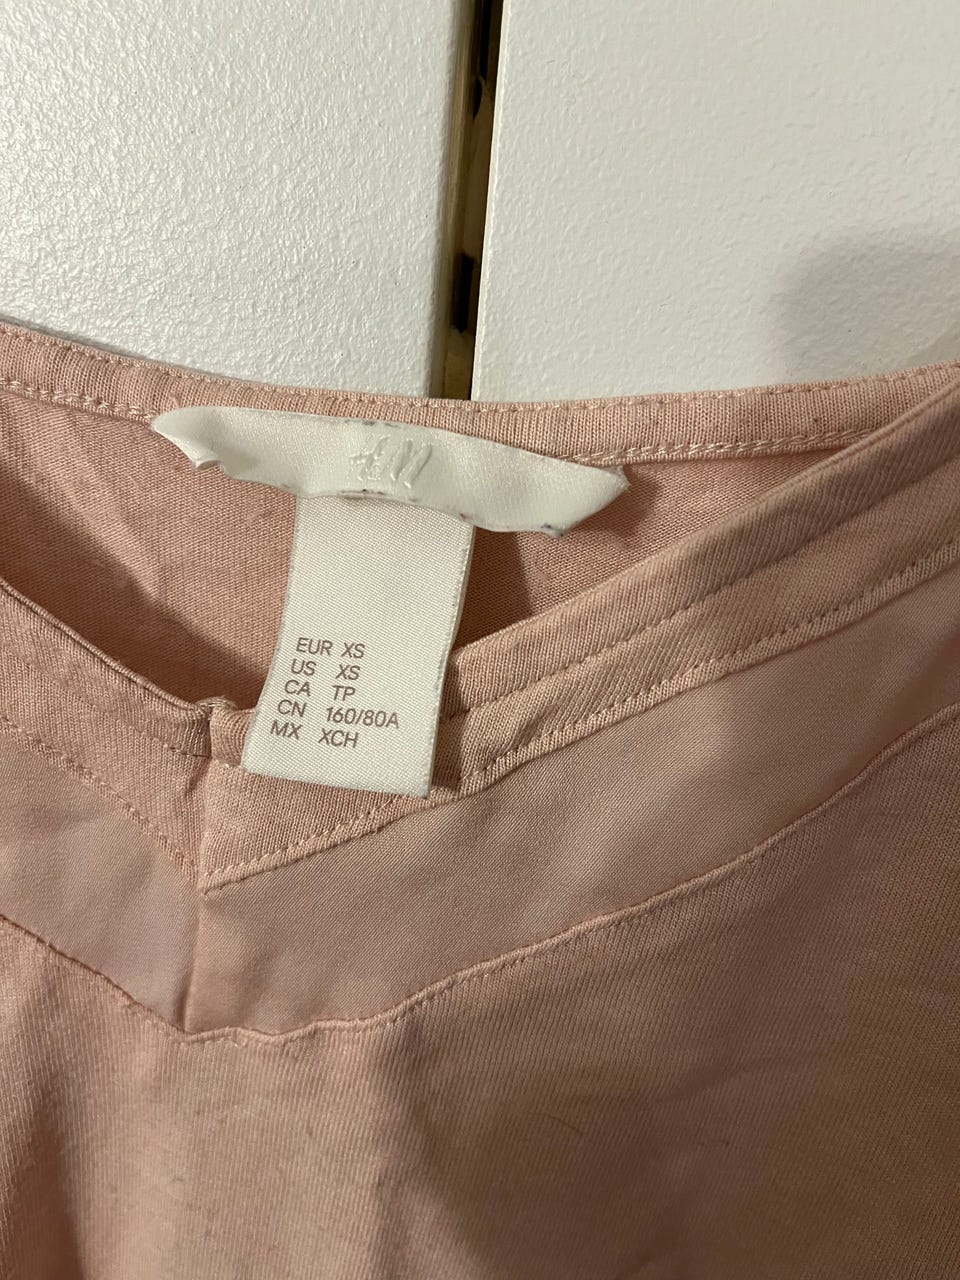 H&M
EUR XS
US XS
CA TP
CN 160/80A
MX XCH